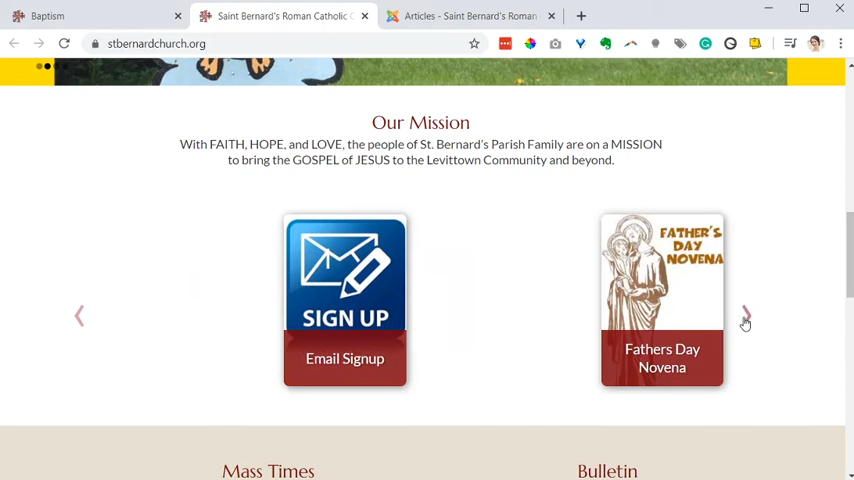 Baptism
Saint Bernard's Roman Catholic C
Articles - Saint Bernard's Roman
stbernardchurch.org
Our Mission
With FAITH, HOPE, and LOVE, the people of St. Bernard's Parish Family are on a MISSION
to bring the GOSPEL of JESUS to the Levittown Community and beyond.
SIGN UP
Email Signup
FATHER'S
DAY
NOVENA
Fathers Day
Novena
Mass Times
Bulletin